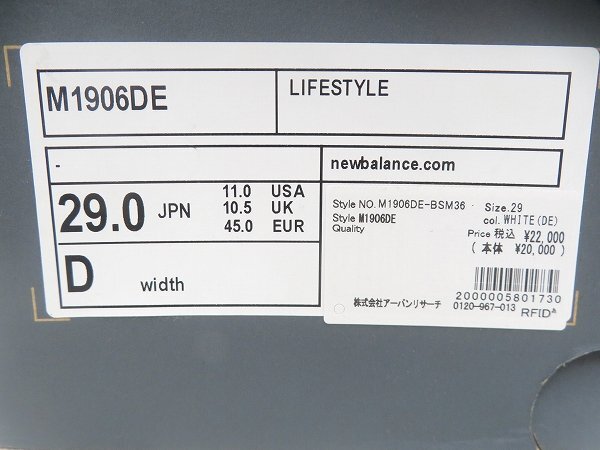 M1906DE
LIFESTYLE
-
newbalance.com
29.0 JPN
11.0 USA
10.5 UK
45.0 EUR
D width
Style NO. M1906DE-BSM36 Size.29
Style M1906DE col. WHITE(DE)
Quality
Price 税込 ¥22,000
( 本体 ¥20,000 )
2000005801730
株式会社アーバンリサーチ 0120-967-013 RFID